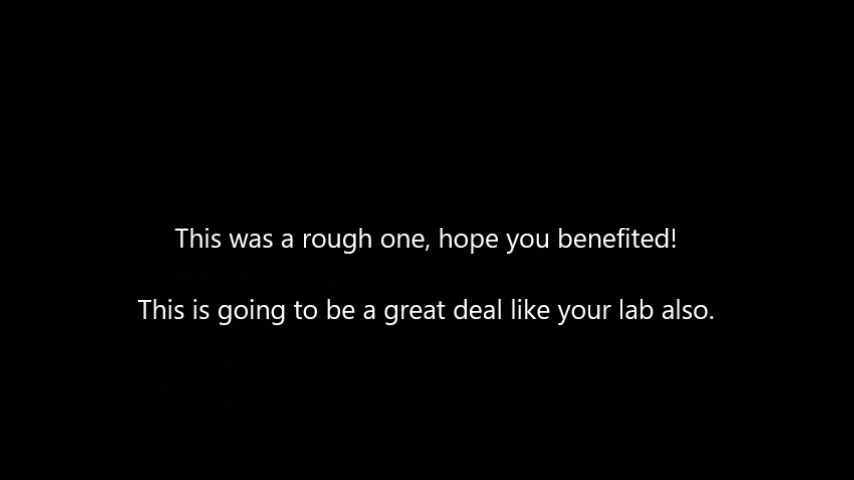 This was a rough one, hope you benefited!
This is going to be a great deal like your lab also.